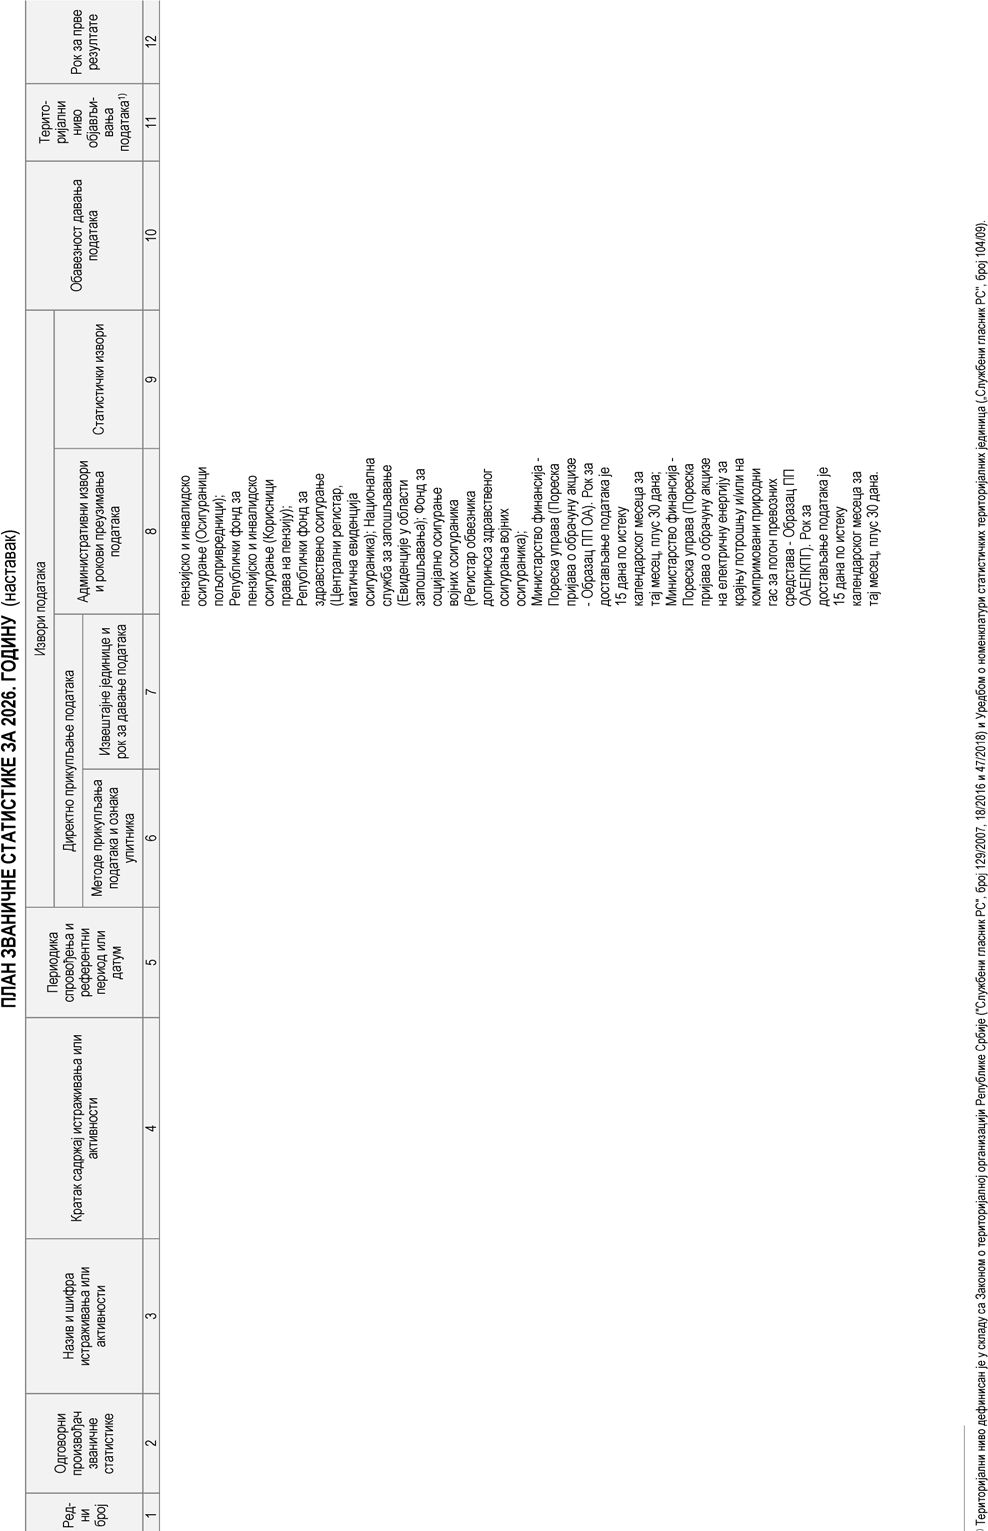 ПЛАН ЗВАНИЧНЕ СТАТИСТИКЕ ЗА 2026. ГОДИНУ (наставак)
Ред-
ни
број
Одговорни
произвођач
званичне
статистике
Назив и шифра
истраживања или
активности
Кратак садржај истраживања или
активности
Периодика
спровођења и
референтни
период или
датум
Извори података
Директно прикупљање података
Методе прикупљања
података и ознака
упитника
Извештајне јединице и
рок за давање података
Административни извори
и рокови преузимања
података
Статистички извори
Обавезност давања
података
Терито-
ријални
ниво
објављи-
вања
података1)
Рок за прве
резултате
1
2
3
4
5
6
7
8
9
10
11
12
пензијско и инвалидско
осигурање (Осигураници
пољопривредници);
Републички фонд за
пензијско и инвалидско
осигурање (Корисници
права на пензију);
Републички фонд за
здравствено осигурање
(Централни регистар,
матична евиденција
осигураника); Национална
служба за запошљавање
(Евиденције у области
запошљавања); Фонд за
социјално осигурање
војних осигураника
(Регистар обвезника
доприноса здравственог
осигурања војних
осигураника);
Министарство финансија -
Пореска управа (Пореска
пријава о обрачуну акцизе
- Образац ПП ОА). Рок за
достављање података је
15 дана по истеку
календарског месеца за
тај месец, плус 30 дана;
Министарство финансија -
Пореска управа (Пореска
пријава о обрачуну акцизе
на електричну енергију за
крајњу потрошњу и/или на
компримовани природни
гас за погон превозних
средстава - Образац ПП
ОАЕЛКПГ). Рок за
достављање података је
15 дана по истеку
календарског месеца за
тај месец, плус 30 дана.
) Територијални ниво дефинисан је у складу са Законом о територијалној организацији Републике Србије ("Службени гласник РС", број 129/2007, 18/2016 и 47/2018) и Уредбом о номенклатури статистичких територијалних јединица („Службени гласник РС", број 104/09).